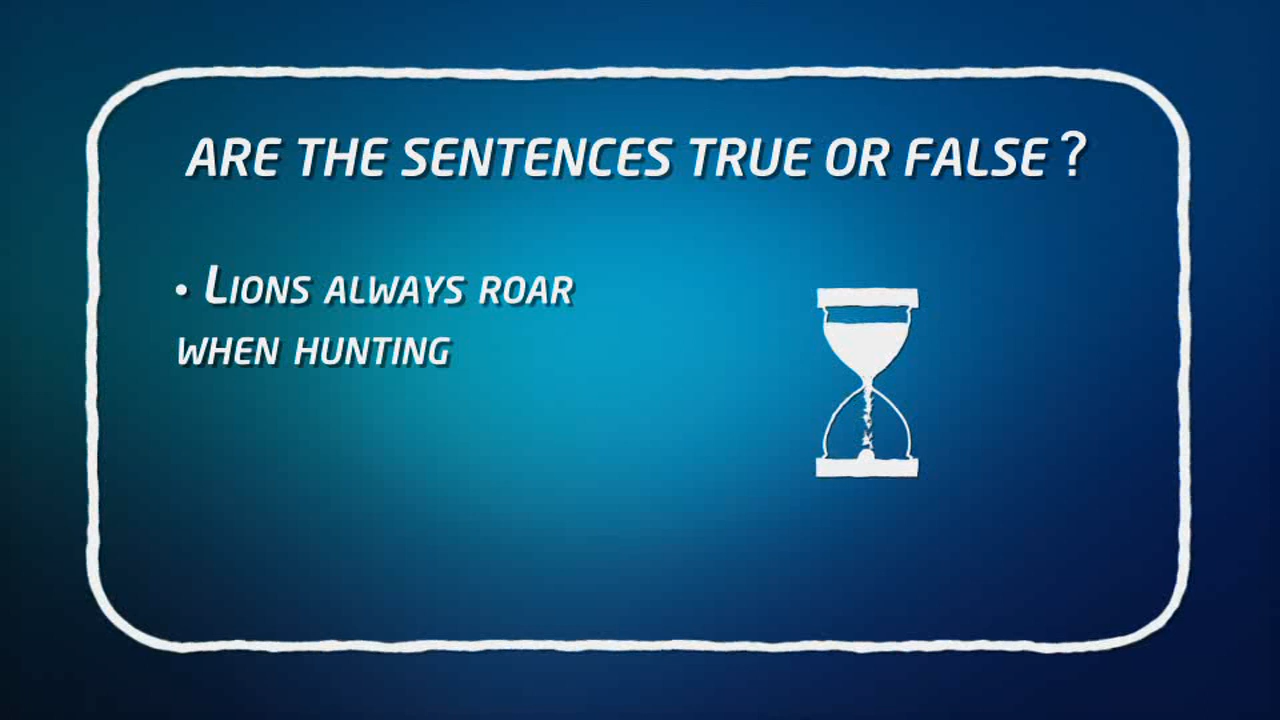 ARE THE SENTENCES TRUE OR FALSE ?
• LIONS ALWAYS ROAR
WHEN HUNTING